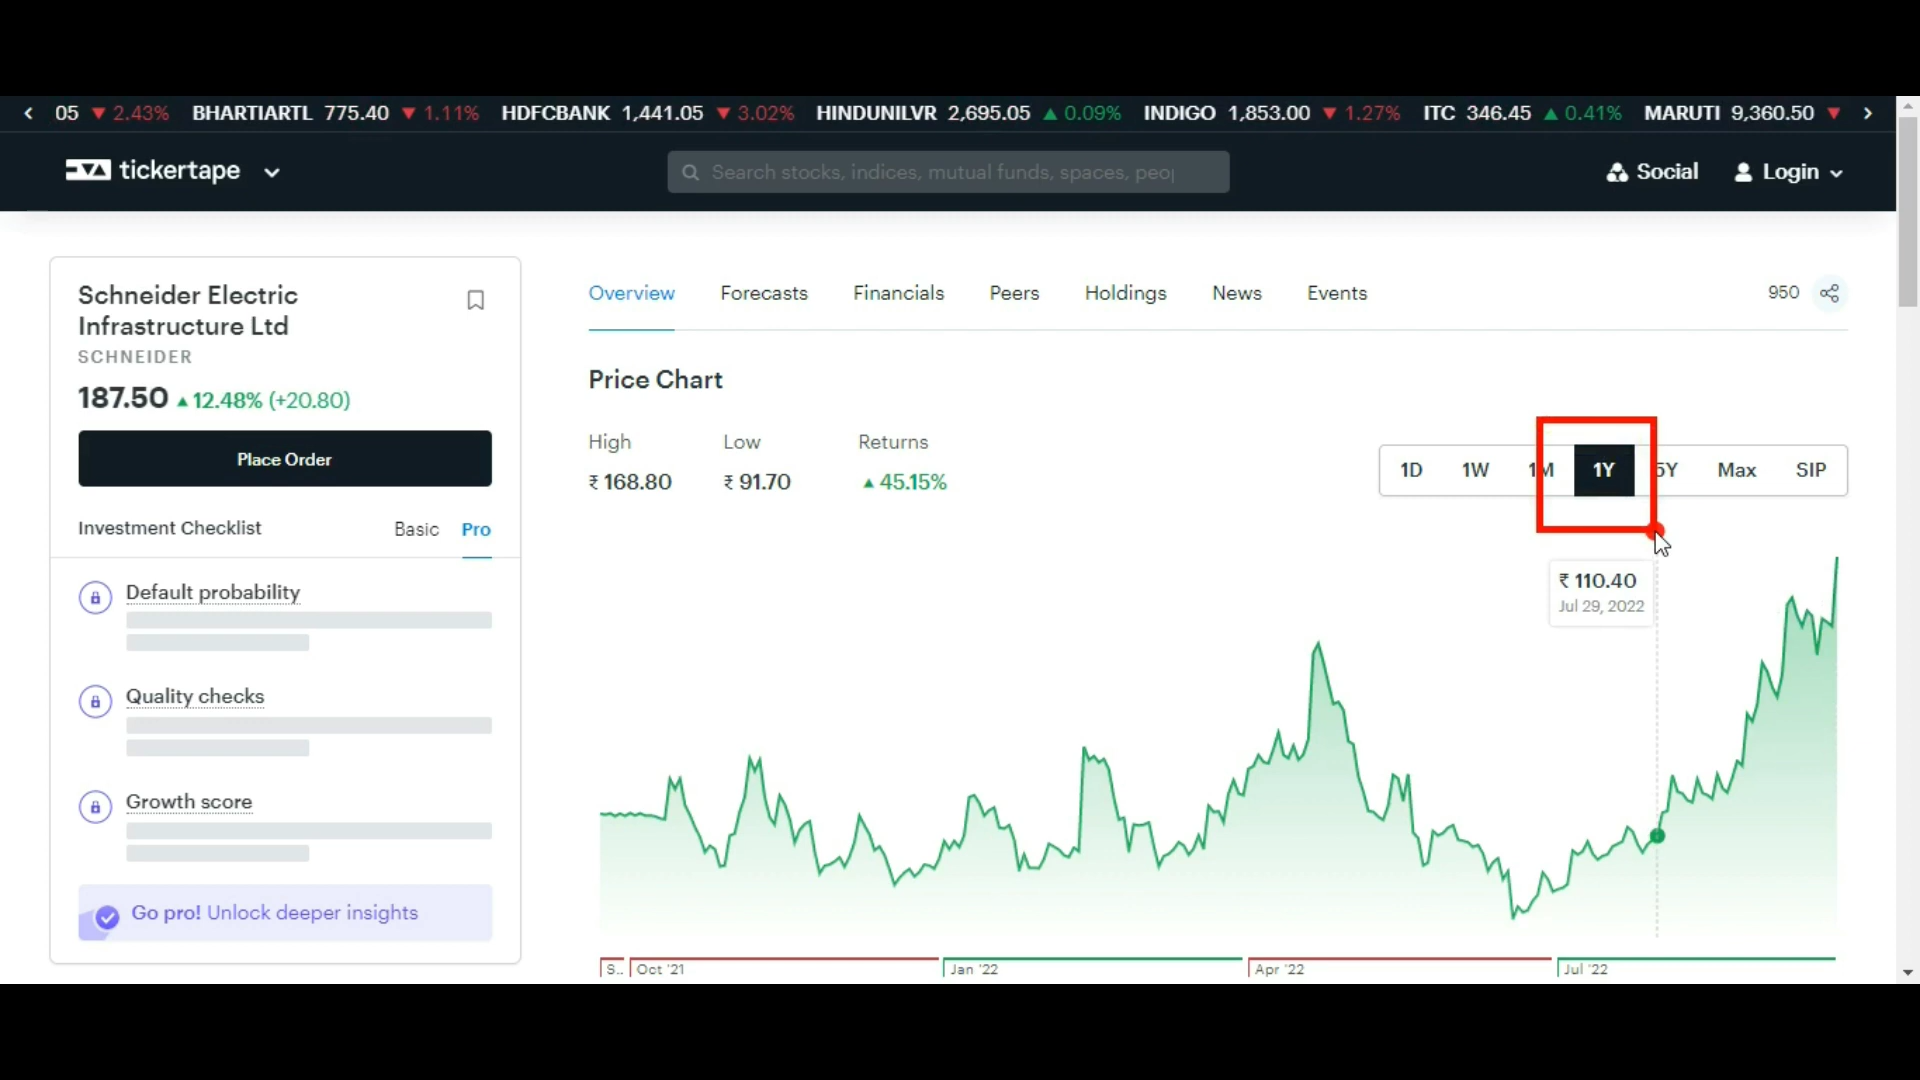 05 ▼ 2.43% BHARTIARTL 775.40 ▼ 1.11% HDFCBANK 1,441.05 ▼ 3.02% HINDUNILVR 2,695.05 ▲ 0.09% INDIGO 1,853.00 ▼ 1.27% ITC 346.45 ▲ 0.41% MARUTI 9,360.50 ▼
tickertape
Search stocks, indices, mutual funds, spaces, peop
Social
Login
Schneider Electric
Infrastructure Ltd
SCHNEIDER
187.50 ▲ 12.48% (+20.80)
Place Order
Investment Checklist Basic Pro
Default probability
Quality checks
Growth score
Go pro! Unlock deeper insights
Overview Forecasts Financials Peers Holdings News Events 950
Price Chart
High Low Returns
₹ 168.80 ₹ 91.70 ▲ 45.15%
1D 1W 1M 1Y 5Y Max SIP
₹ 110.40
Jul 29, 2022
S.. Oct '21 Jan '22 Apr '22 Jul '22